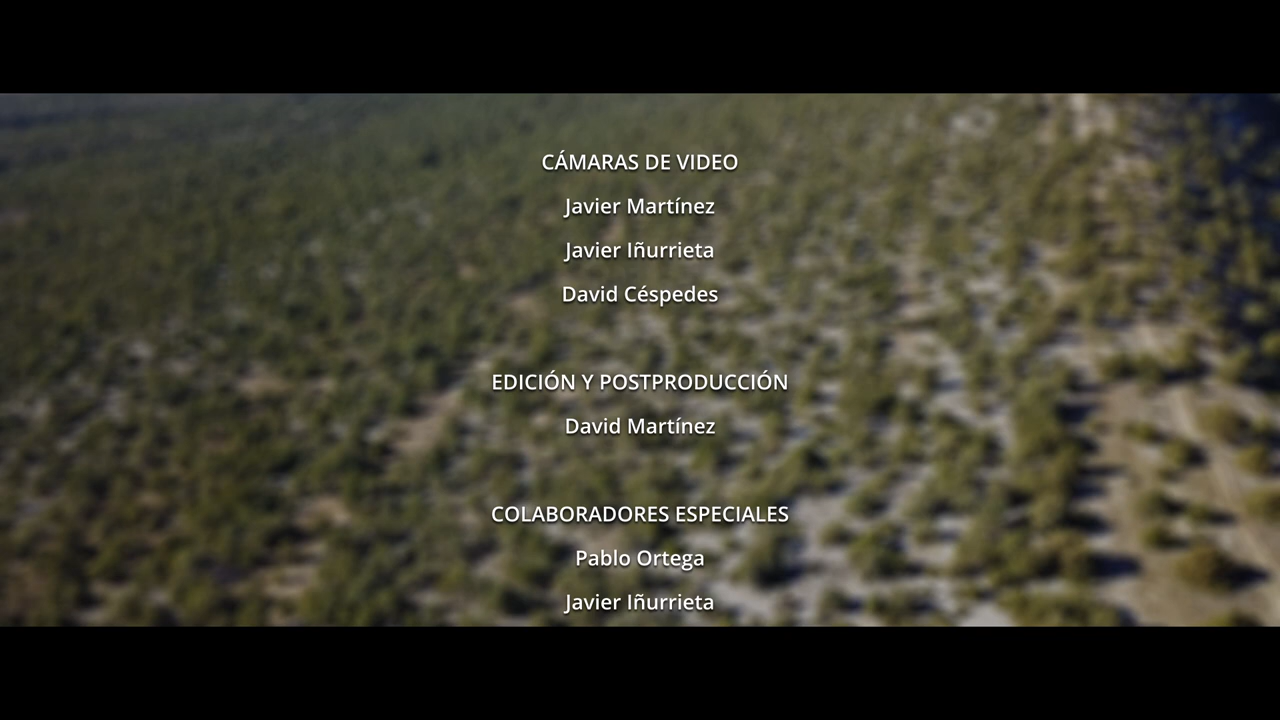 CÁMARAS DE VIDEO
Javier Martínez
Javier Iñurrieta
David Céspedes
EDICIÓN Y POSTPRODUCCIÓN
David Martínez
COLABORADORES ESPECIALES
Pablo Ortega
Javier Iñurrieta